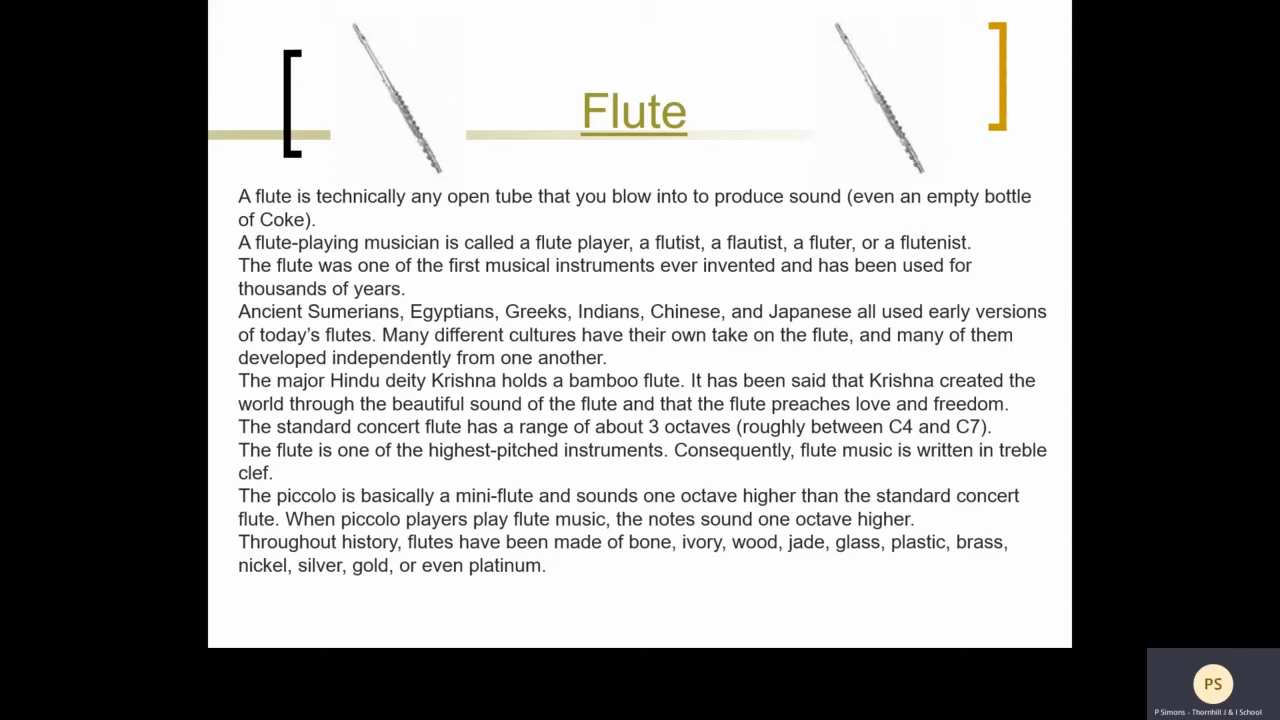 Flute
A flute is technically any open tube that you blow into to produce sound (even an empty bottle
of Coke).
A flute-playing musician is called a flute player, a flutist, a flautist, a fluter, or a flutenist.
The flute was one of the first musical instruments ever invented and has been used for
thousands of years.
Ancient Sumerians, Egyptians, Greeks, Indians, Chinese, and Japanese all used early versions
of today's flutes. Many different cultures have their own take on the flute, and many of them
developed independently from one another.
The major Hindu deity Krishna holds a bamboo flute. It has been said that Krishna created the
world through the beautiful sound of the flute and that the flute preaches love and freedom.
The standard concert flute has a range of about 3 octaves (roughly between C4 and C7).
The flute is one of the highest-pitched instruments. Consequently, flute music is written in treble
clef.
The piccolo is basically a mini-flute and sounds one octave higher than the standard concert
flute. When piccolo players play flute music, the notes sound one octave higher.
Throughout history, flutes have been made of bone, ivory, wood, jade, glass, plastic, brass,
nickel, silver, gold, or even platinum.
PS
P Simons - Thornhill J & I School